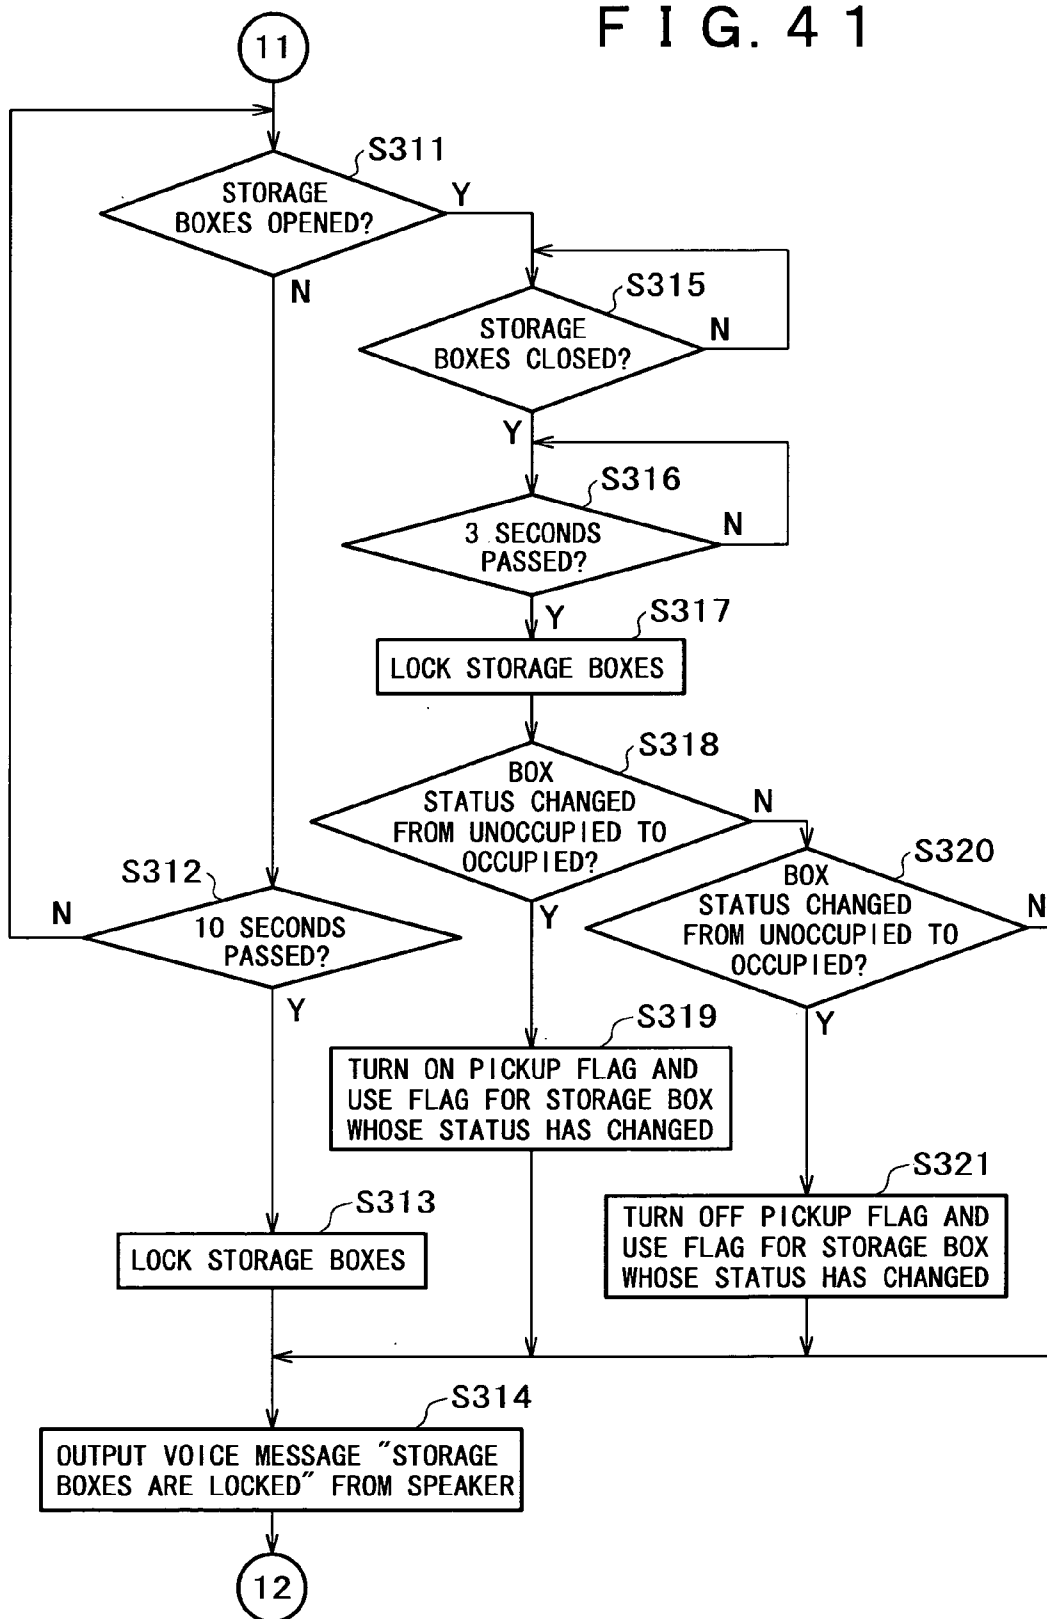 FIG. 41
11
S311
STORAGE
BOXES OPENED?
Y
N
S315
STORAGE
BOXES CLOSED?
N
Y
S316
3 SECONDS
PASSED?
N
Y
S317
LOCK STORAGE BOXES
S318
BOX
STATUS CHANGED
FROM UNOCCUPIED TO
OCCUPIED?
N
Y
S320
BOX
STATUS CHANGED
FROM UNOCCUPIED TO
OCCUPIED?
N
Y
S312
10 SECONDS
PASSED?
N
Y
S319
TURN ON PICKUP FLAG AND
USE FLAG FOR STORAGE BOX
WHOSE STATUS HAS CHANGED
S321
TURN OFF PICKUP FLAG AND
USE FLAG FOR STORAGE BOX
WHOSE STATUS HAS CHANGED
S313
LOCK STORAGE BOXES
S314
OUTPUT VOICE MESSAGE "STORAGE
BOXES ARE LOCKED" FROM SPEAKER
12